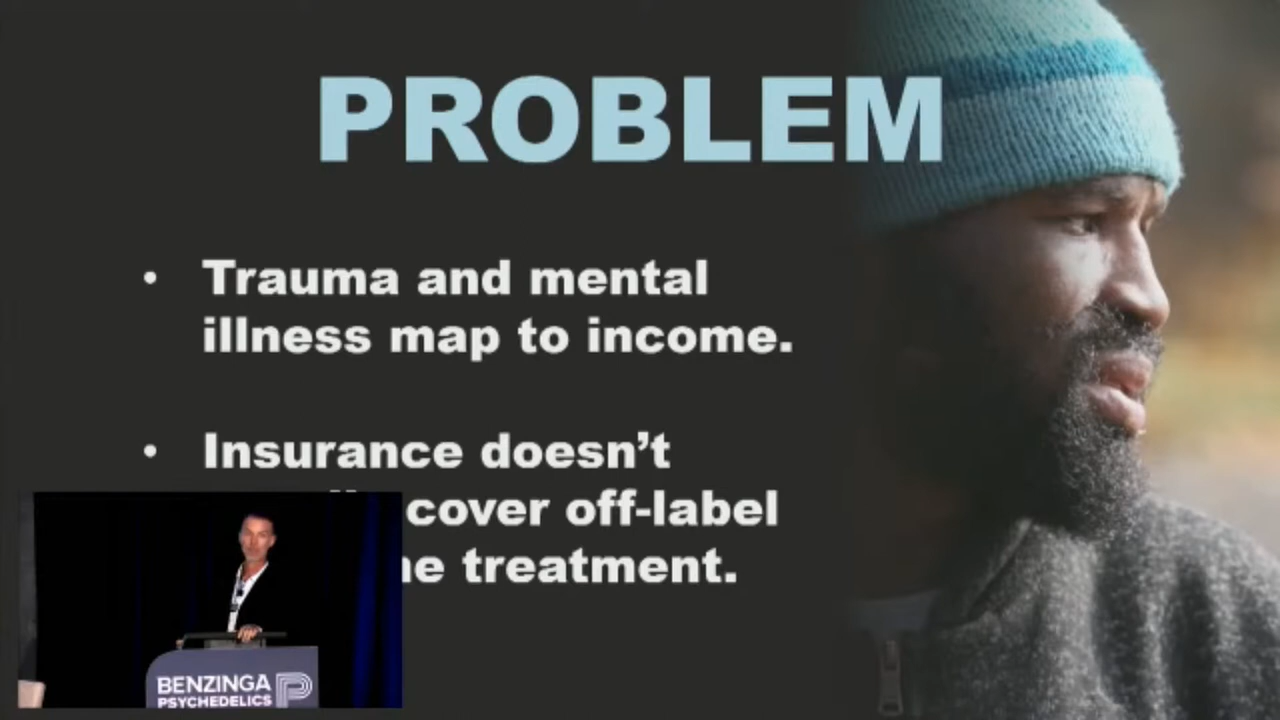 PROBLEM
• Trauma and mental
illness map to income.
• Insurance doesn't
cover off-label
treatment.
BENZINGA
PSYCHEDELICS